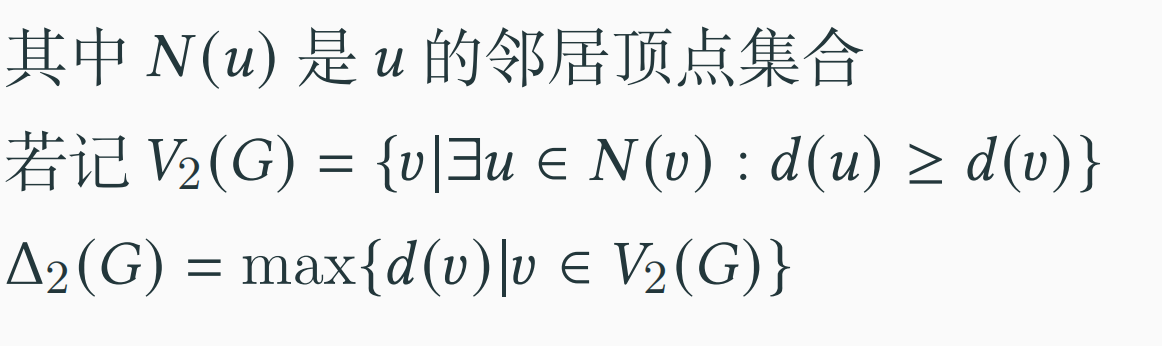 其中 N(u) 是 u 的邻居顶点集合
若记 V₂(G) = {v|∃u ∈ N(v) : d(u) ≥ d(v)}
Δ₂(G) = max{d(v)|v ∈ V₂(G)}